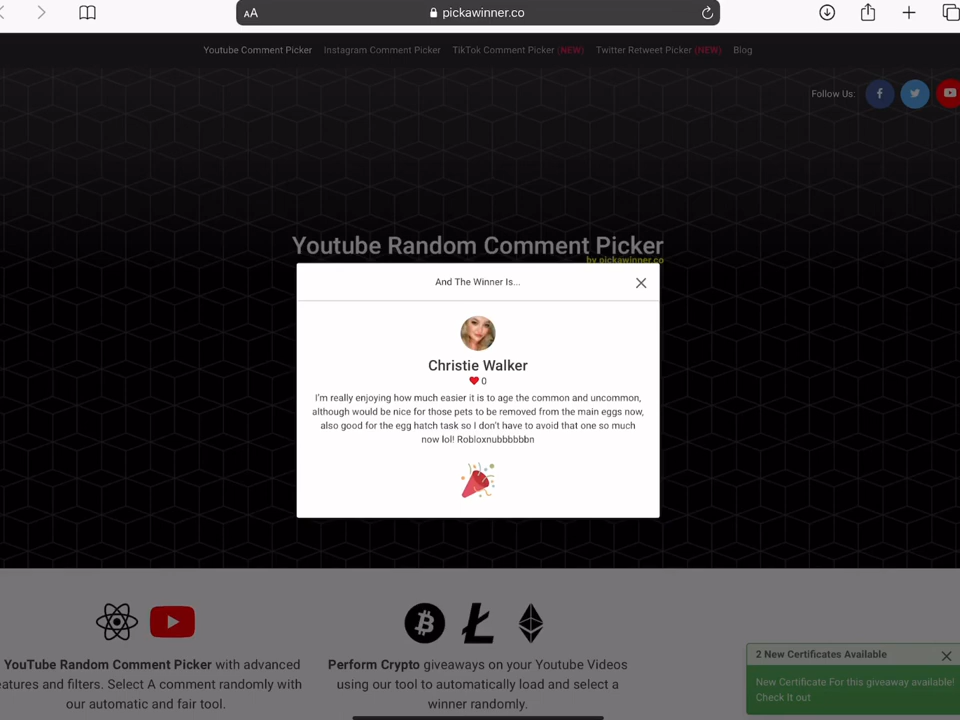 AA pickawinner.co
Youtube Comment Picker Instagram Comment Picker TikTok Comment Picker (NEW) Twitter Retweet Picker (NEW) Blog
Follow Us:
Youtube Random Comment Picker
by pickawinner.co
And The Winner Is...
Christie Walker
0
I'm really enjoying how much easier it is to age the common and uncommon,
although would be nice for those pets to be removed from the main eggs now,
also good for the egg hatch task so I don't have to avoid that one so much
now lol! Robloxnubbbbbn
YouTube Random Comment Picker with advanced
eatures and filters. Select A comment randomly with
our automatic and fair tool.
Perform Crypto giveaways on your Youtube Videos
using our tool to automatically load and select a
winner randomly.
2 New Certificates Available
New Certificate For this giveaway available!
Check It out